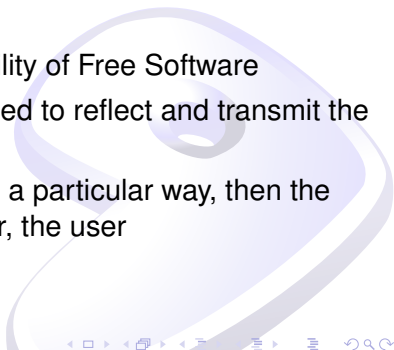 lity of Free Software
ed to reflect and transmit the
a particular way, then the
r, the user